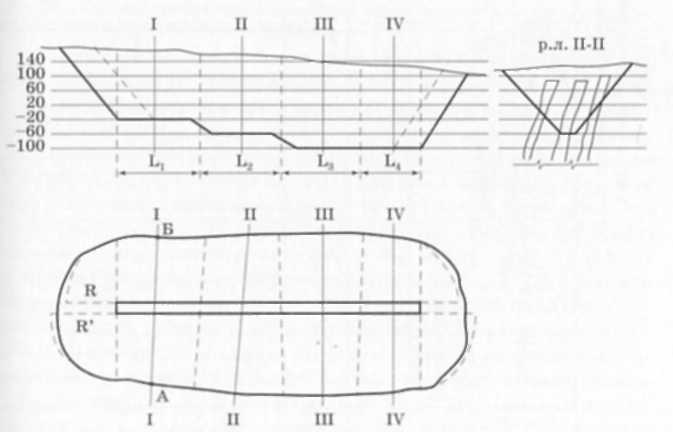 I II III IV
р.л. II-II
140
100
60
20
−20
−60
−100
L₁ L₂ L₃ L₄
I II III IV
Б
R
R'
А
I II III IV